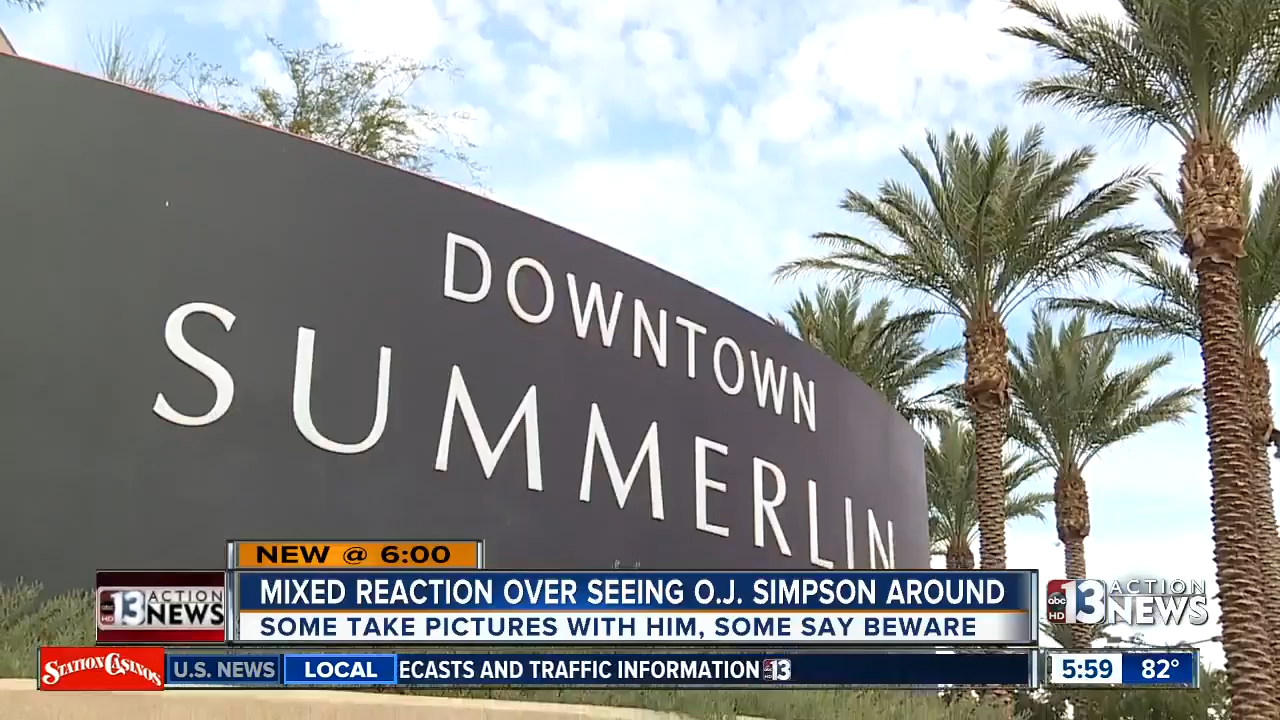 DOWNTOWN
SUMMERLIN
NEW @ 6:00
abc 13 ACTION NEWS HD
MIXED REACTION OVER SEEING O.J. SIMPSON AROUND
SOME TAKE PICTURES WITH HIM, SOME SAY BEWARE
abc 13 ACTION NEWS HD
STATION CASINOS
U.S. NEWS
LOCAL
ECASTS AND TRAFFIC INFORMATION 13
5:59
82°